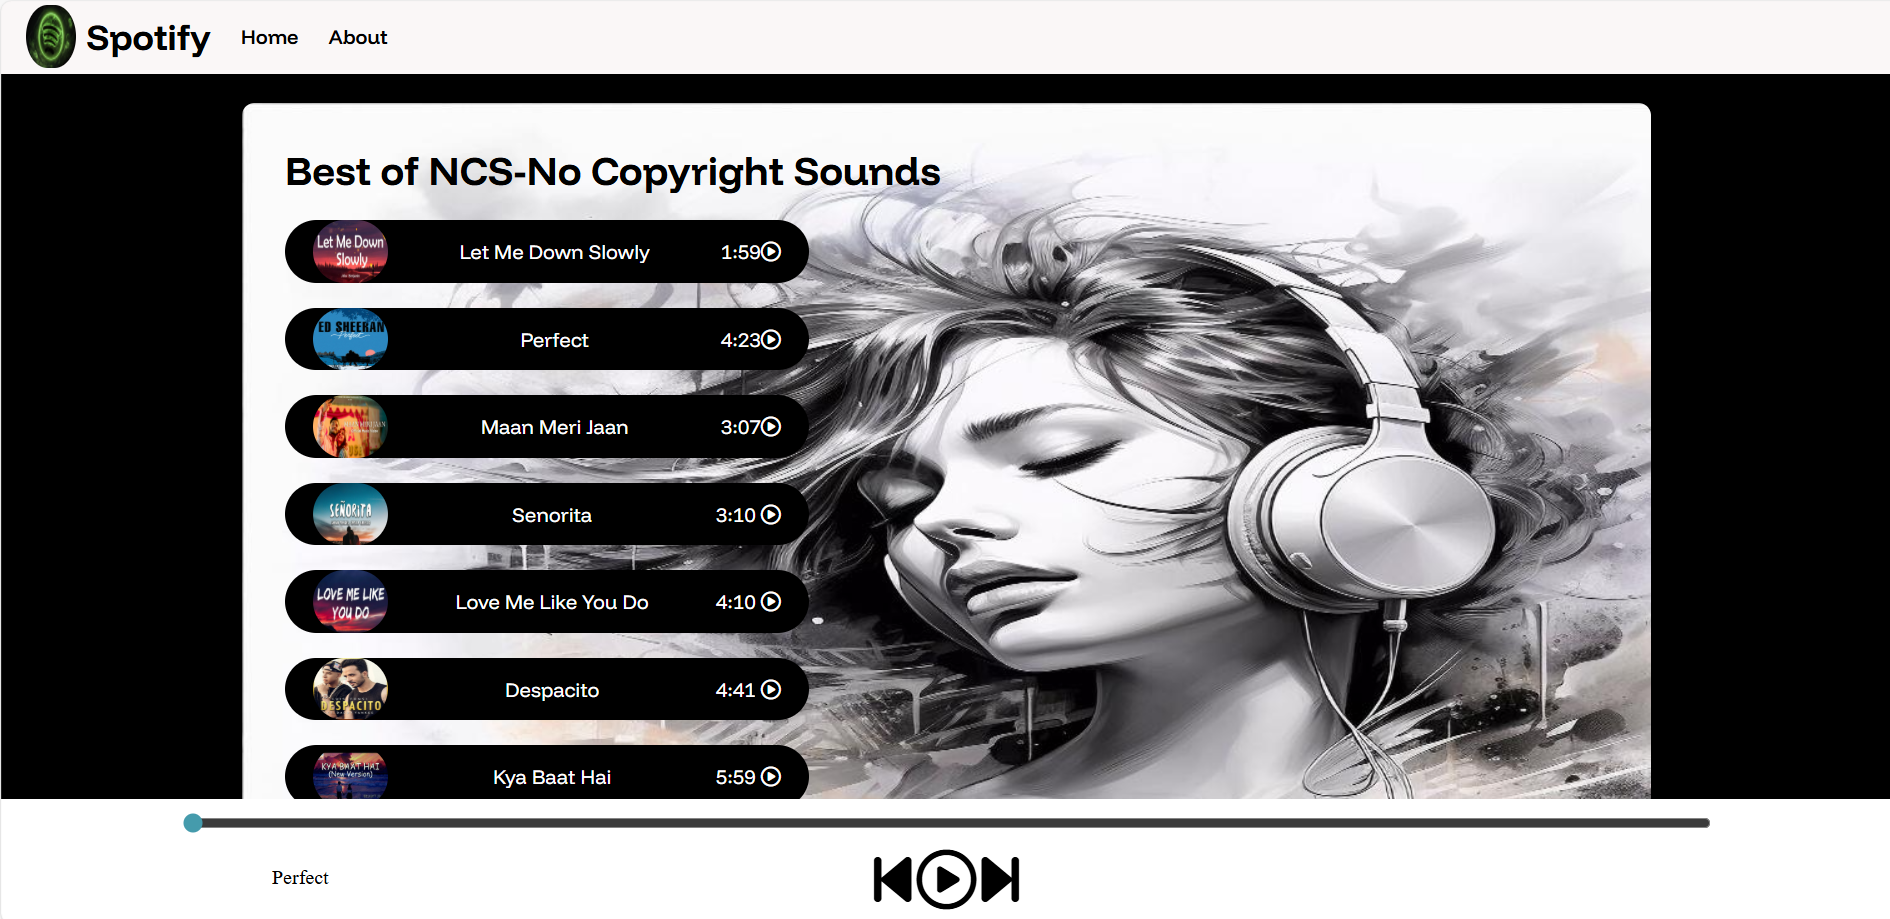 Spotify Home About
Best of NCS-No Copyright Sounds
Let Me Down
Slowly
Let Me Down Slowly 1:59
ED SHEERAN
Perfect
Perfect 4:23
Maan Meri Jaan 3:07
SEÑORITA
Senorita 3:10
LOVE ME LIKE
YOU DO
Love Me Like You Do 4:10
DESPACITO
Despacito 4:41
KYA BAAT HAI
(New Version)
Kya Baat Hai 5:59
Perfect